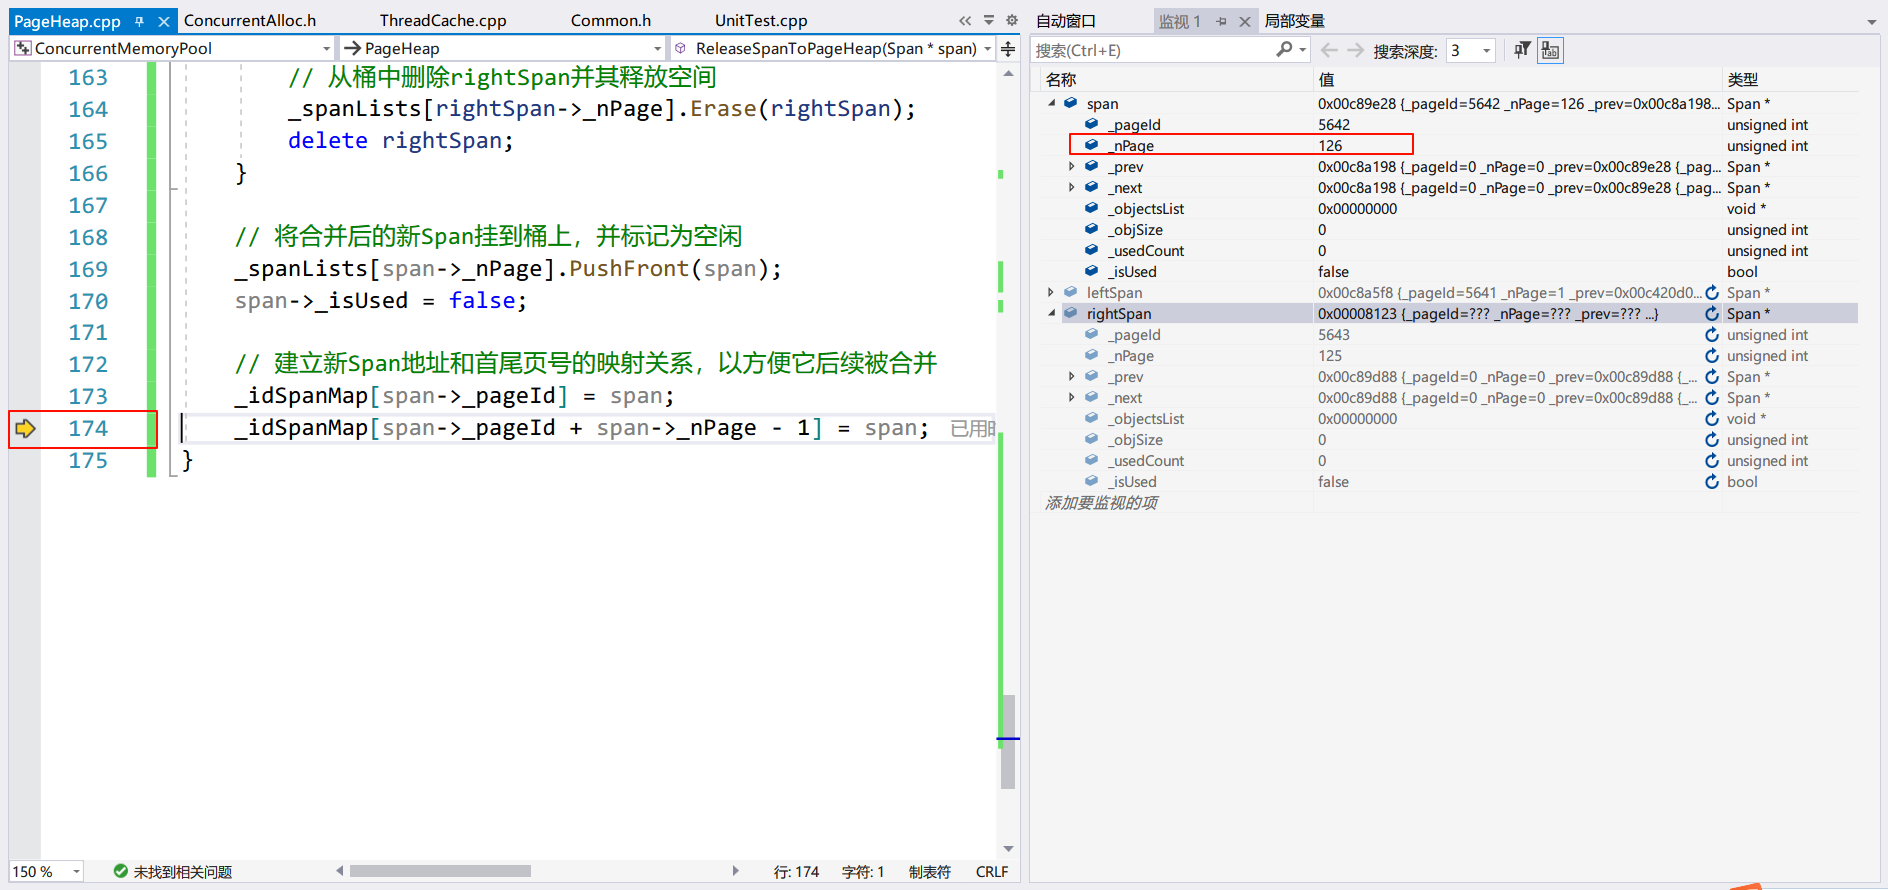 PageHeap.cpp ConcurrentAlloc.h ThreadCache.cpp Common.h UnitTest.cpp
ConcurrentMemoryPool PageHeap ReleaseSpanToPageHeap(Span * span)
163 // 从桶中删除rightSpan并其释放空间
164 _spanLists[rightSpan->_nPage].Erase(rightSpan);
165 delete rightSpan;
166 }
167
168 // 将合并后的新Span挂到桶上，并标记为空闲
169 _spanLists[span->_nPage].PushFront(span);
170 span->_isUsed = false;
171
172 // 建立新Span地址和首尾页号的映射关系，以方便它后续被合并
173 _idSpanMap[span->_pageId] = span;
174 _idSpanMap[span->_pageId + span->_nPage - 1] = span; 已用
175 }
150 % 未找到相关问题 行: 174 字符: 1 制表符 CRLF
自动窗口 监视 1 局部变量
搜索(Ctrl+E) 搜索深度: 3
名称 值 类型
span 0x00c89e28 {_pageId=5642 _nPage=126 _prev=0x00c8a198... Span *
_pageId 5642 unsigned int
_nPage 126 unsigned int
_prev 0x00c8a198 {_pageId=0 _nPage=0 _prev=0x00c89e28 {_pag... Span *
_next 0x00c8a198 {_pageId=0 _nPage=0 _prev=0x00c89e28 {_pag... Span *
_objectsList 0x00000000 void *
_objSize 0 unsigned int
_usedCount 0 unsigned int
_isUsed false bool
leftSpan 0x00c8a5f8 {_pageId=5641 _nPage=1 _prev=0x00c420d0... Span *
rightSpan 0x00008123 {_pageId=??? _nPage=??? _prev=??? ...} Span *
_pageId 5643 unsigned int
_nPage 125 unsigned int
_prev 0x00c89d88 {_pageId=0 _nPage=0 _prev=0x00c89d88 {_... Span *
_next 0x00c89d88 {_pageId=0 _nPage=0 _prev=0x00c89d88 {_... Span *
_objectsList 0x00000000 void *
_objSize 0 unsigned int
_usedCount 0 unsigned int
_isUsed false bool
添加要监视的项